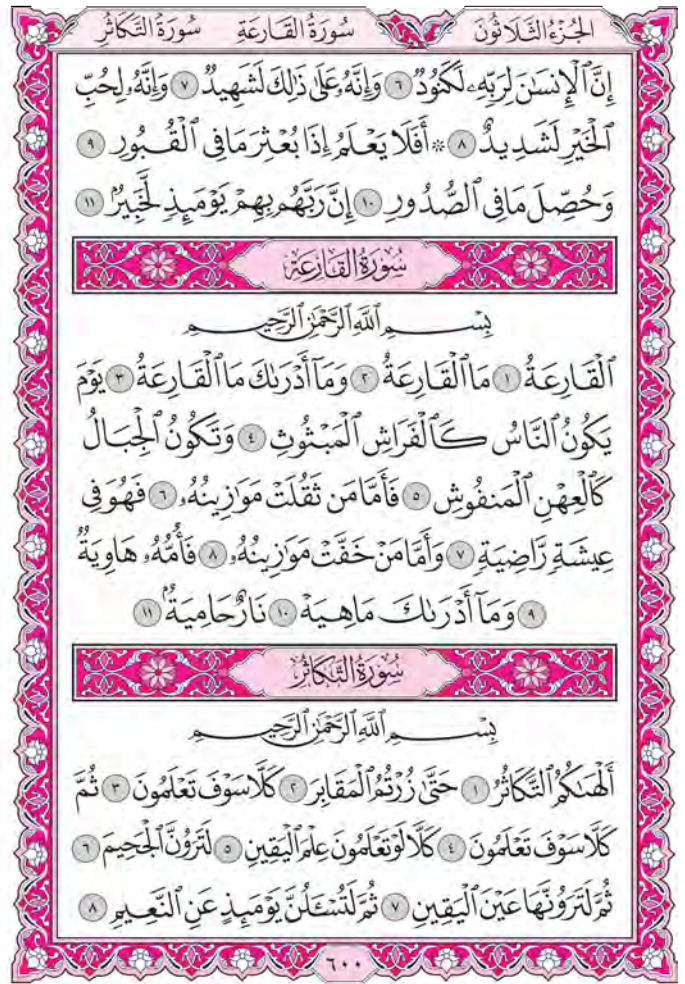 الجُزْءُ الثَّلَاثُونَ سُورَةُ القَارِعَةِ سُورَةُ التَّكَاثُرِ
إِنَّ ٱلْإِنسَٰنَ لِرَبِّهِۦ لَكَنُودٌ ٦ وَإِنَّهُۥ عَلَىٰ ذَٰلِكَ لَشَهِيدٌ ٧ وَإِنَّهُۥ لِحُبِّ
ٱلْخَيْرِ لَشَدِيدٌ ٨ ۞ أَفَلَا يَعْلَمُ إِذَا بُعْثِرَ مَا فِى ٱلْقُبُورِ ٩
وَحُصِّلَ مَا فِى ٱلصُّدُورِ ١٠ إِنَّ رَبَّهُم بِهِمْ يَوْمَئِذٍ لَّخَبِيرٌۢ ١١
سُورَةُ القَارِعَةِ
بِسْمِ ٱللَّهِ ٱلرَّحْمَٰنِ ٱلرَّحِيمِ
ٱلْقَارِعَةُ ١ مَا ٱلْقَارِعَةُ ٢ وَمَآ أَدْرَىٰكَ مَا ٱلْقَارِعَةُ ٣ يَوْمَ
يَكُونُ ٱلنَّاسُ كَٱلْفَرَاشِ ٱلْمَبْثُوثِ ٤ وَتَكُونُ ٱلْجِبَالُ
كَٱلْعِهْنِ ٱلْمَنفُوشِ ٥ فَأَمَّا مَن ثَقُلَتْ مَوَٰزِينُهُۥ ٦ فَهُوَ فِى
عِيشَةٍ رَّاضِيَةٍ ٧ وَأَمَّا مَنْ خَفَّتْ مَوَٰزِينُهُۥ ٨ فَأُمُّهُۥ هَاوِيَةٌ
٩ وَمَآ أَدْرَىٰكَ مَا هِيَهْ ١٠ نَارٌ حَامِيَةٌۢ ١١
سُورَةُ التَّكَاثُرِ
بِسْمِ ٱللَّهِ ٱلرَّحْمَٰنِ ٱلرَّحِيمِ
أَلْهَىٰكُمُ ٱلتَّكَاثُرُ ١ حَتَّىٰ زُرْتُمُ ٱلْمَقَابِرَ ٢ كَلَّا سَوْفَ تَعْلَمُونَ ٣ ثُمَّ
كَلَّا سَوْفَ تَعْلَمُونَ ٤ كَلَّا لَوْ تَعْلَمُونَ عِلْمَ ٱلْيَقِينِ ٥ لَتَرَوُنَّ ٱلْجَحِيمَ ٦
ثُمَّ لَتَرَوُنَّهَا عَيْنَ ٱلْيَقِينِ ٧ ثُمَّ لَتُسْـَٔلُنَّ يَوْمَئِذٍ عَنِ ٱلنَّعِيمِ ٨
٦٠٠